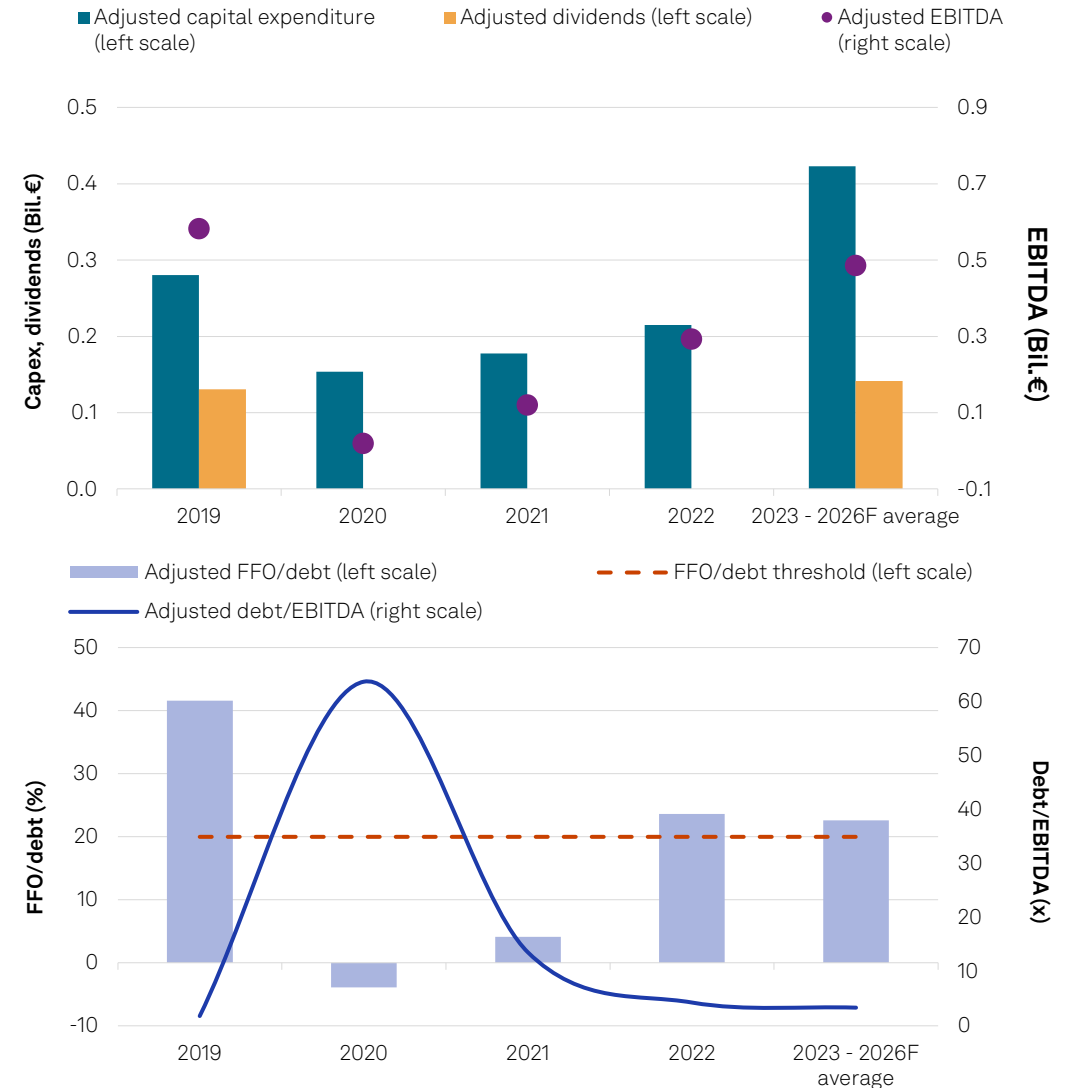 Adjusted capital expenditure (left scale)
Adjusted dividends (left scale)
Adjusted EBITDA (right scale)
Capex, dividends (Bil.€)
0.5
0.4
0.3
0.2
0.1
0.0
0.9
0.7
0.5
0.3
0.1
-0.1
EBITDA (Bil.€)
2019
2020
2021
2022
2023 - 2026F average
Adjusted FFO/debt (left scale)
FFO/debt threshold (left scale)
Adjusted debt/EBITDA (right scale)
FFO/debt (%)
50
40
30
20
10
0
-10
70
60
50
40
30
20
10
0
Debt/EBITDA(x)
2019
2020
2021
2022
2023 - 2026F
average